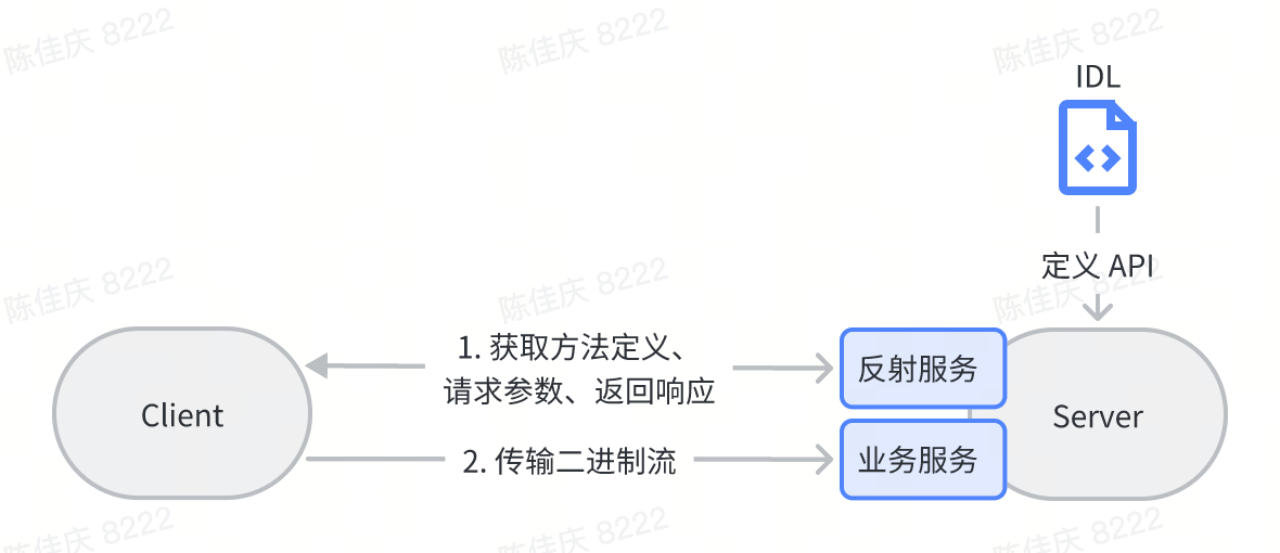 陈佳庆 8222
陈佳庆 8222
陈佳庆 8222
IDL
定义 API
陈佳庆 8222
陈佳庆 8222
陈佳庆 8222
1. 获取方法定义、
请求参数、返回响应
反射服务
Client
Server
2. 传输二进制流
业务服务
陈佳庆 8222
陈佳庆 8222
陈佳庆 8222